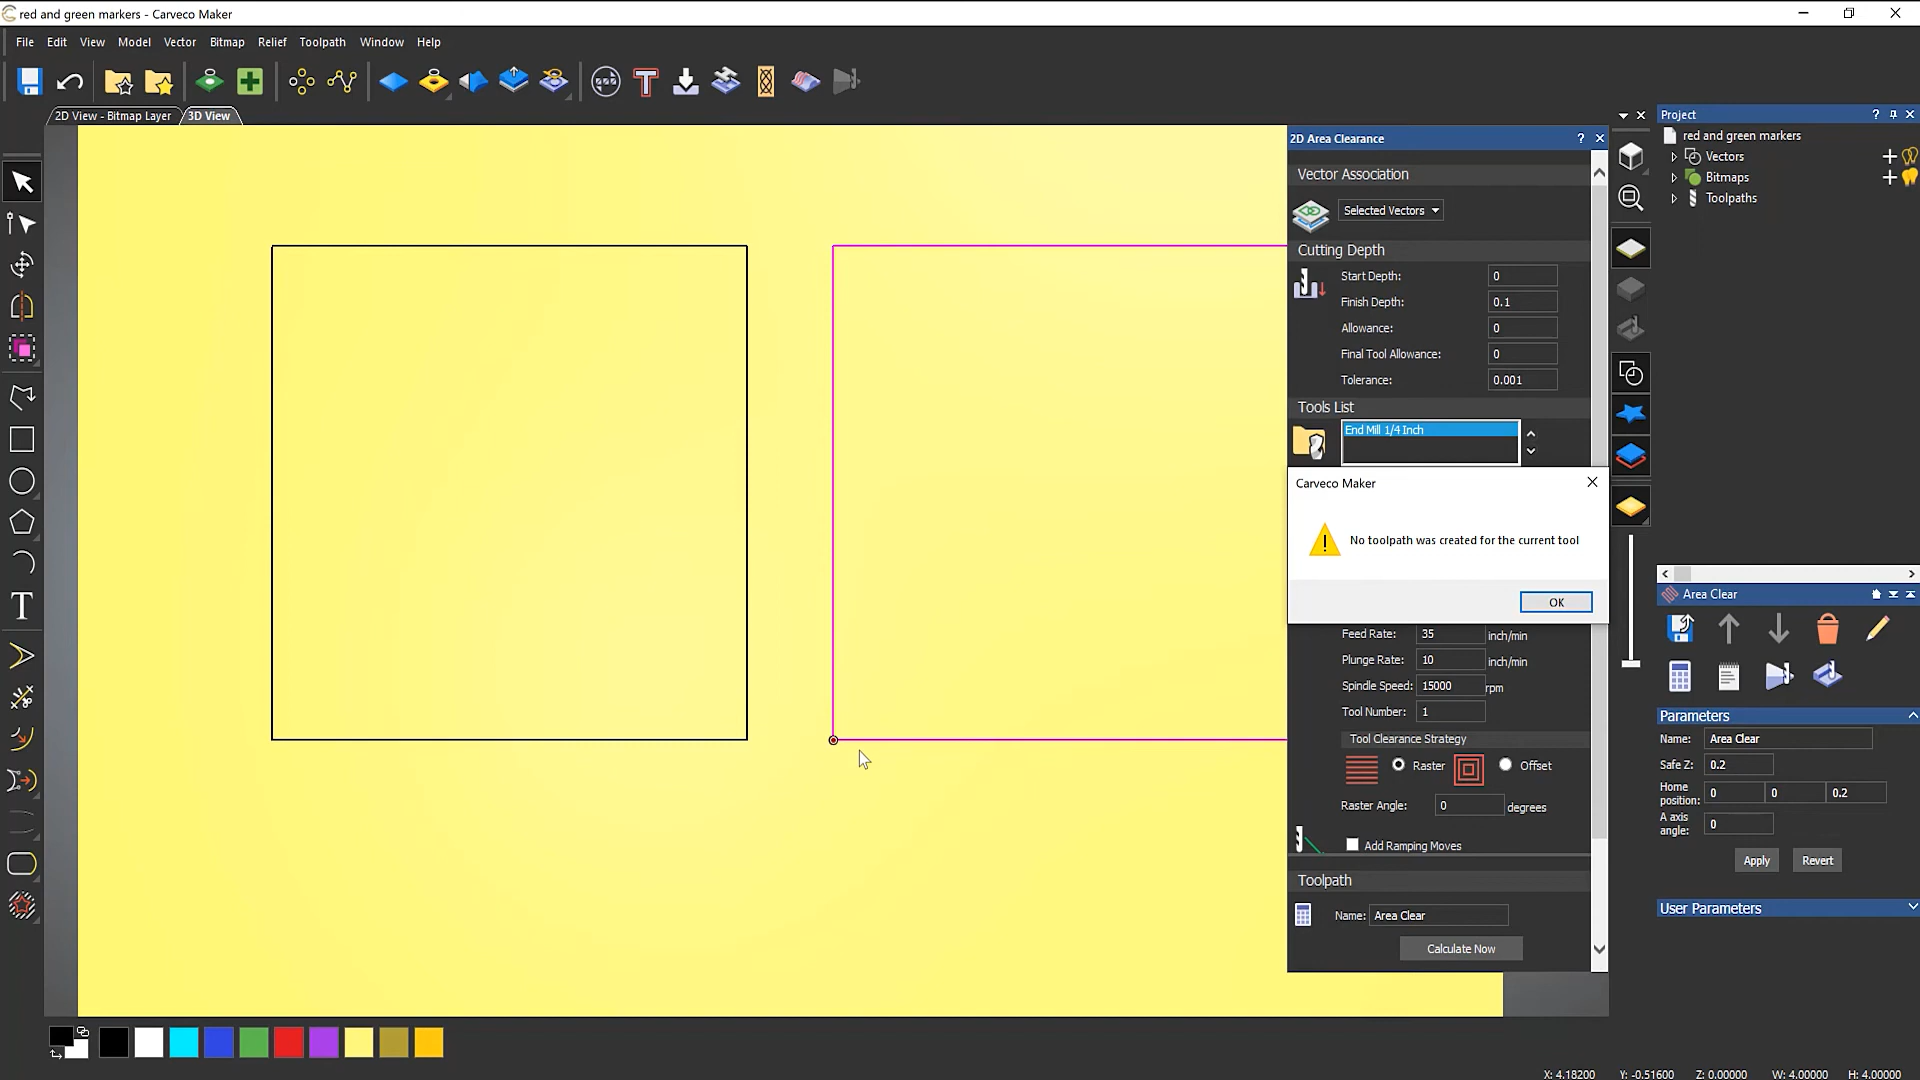 red and green markers - Carveco Maker
File Edit View Model Vector Bitmap Relief Toolpath Window Help
2D View - Bitmap Layer 3D View
2D Area Clearance ?
Vector Association
Selected Vectors
Cutting Depth
Start Depth: 0
Finish Depth: 0.1
Allowance: 0
Final Tool Allowance: 0
Tolerance: 0.001
Tools List
End Mill 1/4 Inch
Carveco Maker
No toolpath was created for the current tool
OK
Feed Rate: 35 inch/min
Plunge Rate: 10 inch/min
Spindle Speed: 15000 rpm
Tool Number: 1
Tool Clearance Strategy
Raster Offset
Raster Angle: 0 degrees
Add Ramping Moves
Toolpath
Name: Area Clear
Calculate Now
Project ?
red and green markers
Vectors
Bitmaps
Toolpaths
Area Clear
Parameters
Name: Area Clear
Safe Z: 0.2
Home position: 0 0 0.2
A axis angle: 0
Apply Revert
User Parameters
X: 4.18200 Y: -0.51600 Z: 0.00000 W: 4.00000 H: 4.00000